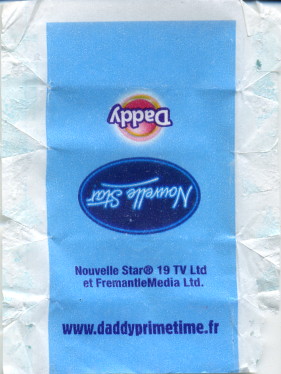 Daddy
Nouvelle Star
Nouvelle Star® 19 TV Ltd
et FremantleMedia Ltd.
www.daddyprimetime.fr